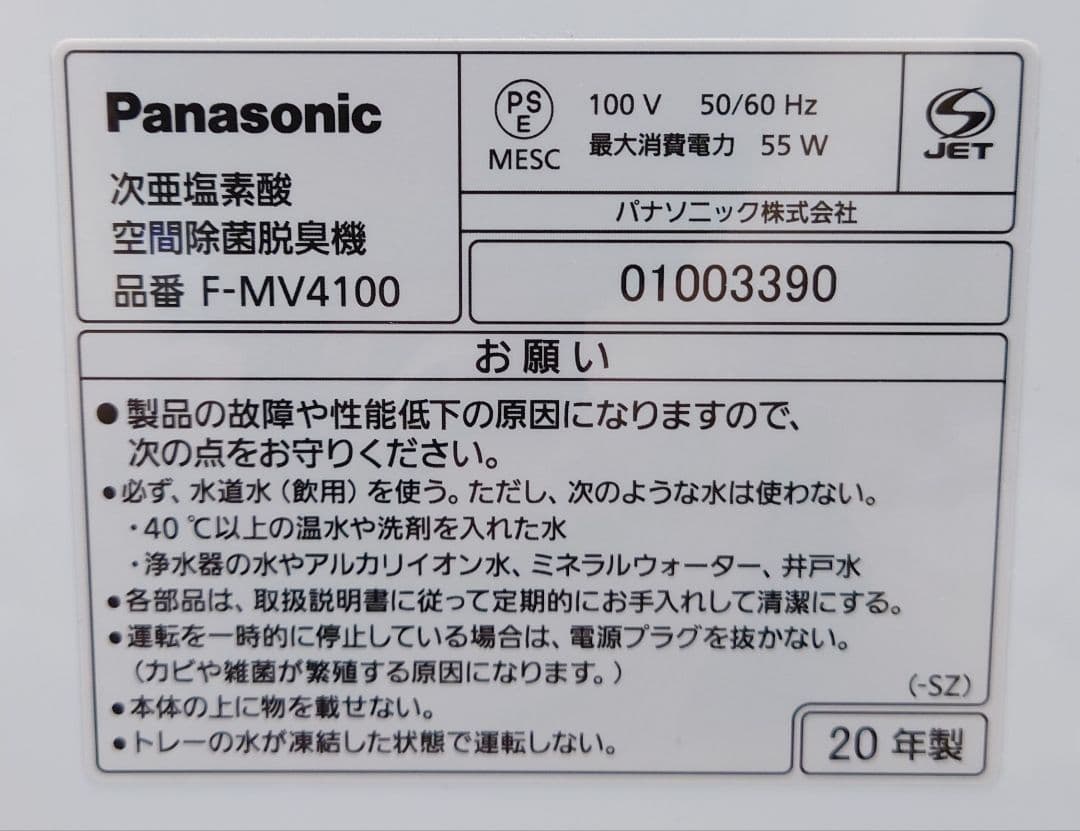 Panasonic
次亜塩素酸
空間除菌脱臭機
品番 F-MV4100
PS
E
MESC
100 V 50/60 Hz
最大消費電力 55 W
JET
パナソニック株式会社
01003390
お願い
●製品の故障や性能低下の原因になりますので、
次の点をお守りください。
●必ず、水道水（飲用）を使う。ただし、次のような水は使わない。
・40 ℃以上の温水や洗剤を入れた水
・浄水器の水やアルカリイオン水、ミネラルウォーター、井戸水
●各部品は、取扱説明書に従って定期的にお手入れして清潔にする。
●運転を一時的に停止している場合は、電源プラグを抜かない。
（カビや雑菌が繁殖する原因になります。）
●本体の上に物を載せない。
●トレーの水が凍結した状態で運転しない。
(-SZ)
20 年製